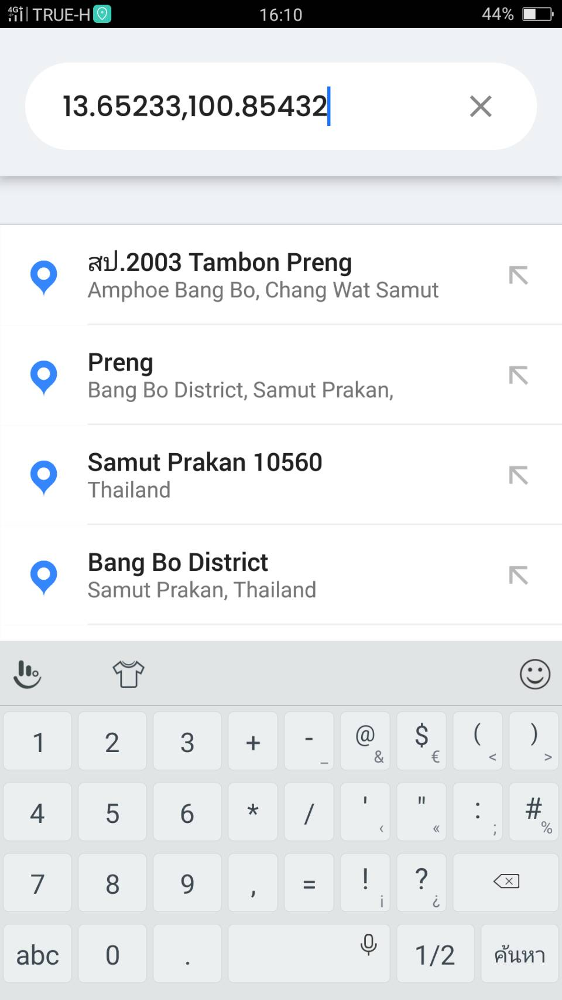 4G+ TRUE-H 16:10 44%
13.65233,100.85432
สป.2003 Tambon Preng
Amphoe Bang Bo, Chang Wat Samut
Preng
Bang Bo District, Samut Prakan,
Samut Prakan 10560
Thailand
Bang Bo District
Samut Prakan, Thailand
1 2 3 + - _ @ & $ € ( < ) >
4 5 6 * / ' ‹ " « : ; # %
7 8 9 , = ! ¡ ? ¿
abc 0 . 1/2 ค้นหา